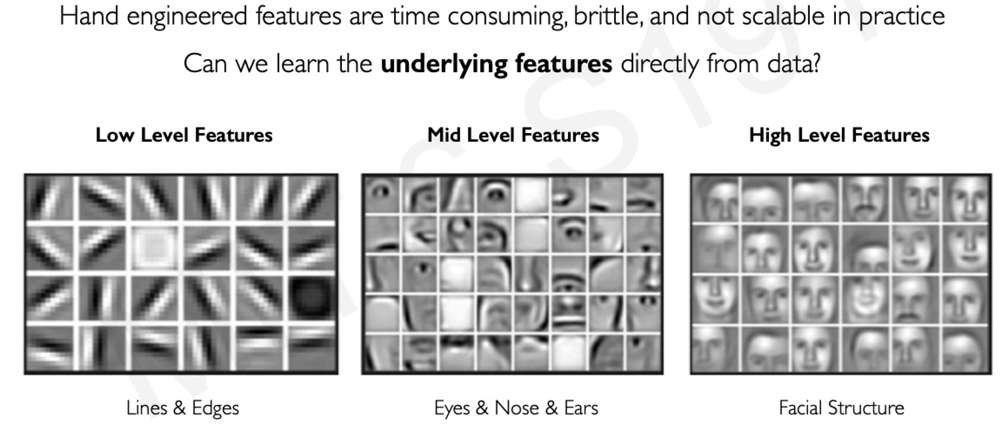 Hand engineered features are time consuming, brittle, and not scalable in practice
Can we learn the underlying features directly from data?
Low Level Features
Mid Level Features
High Level Features
Lines & Edges
Eyes & Nose & Ears
Facial Structure